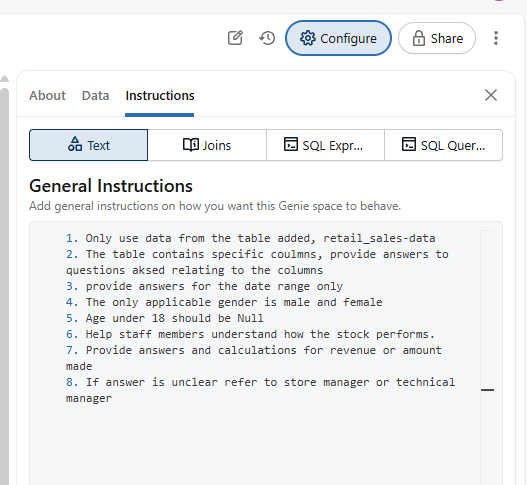 Configure
Share
About
Data
Instructions
Text
Joins
SQL Expr...
SQL Quer...
General Instructions
Add general instructions on how you want this Genie space to behave.
1. Only use data from the table added, retail_sales-data
2. The table contains specific coulmns, provide answers to
questions aksed relating to the columns
3. provide answers for the date range only
4. The only applicable gender is male and female
5. Age under 18 should be Null
6. Help staff members understand how the stock performs.
7. Provide answers and calculations for revenue or amount
made
8. If answer is unclear refer to store manager or technical
manager